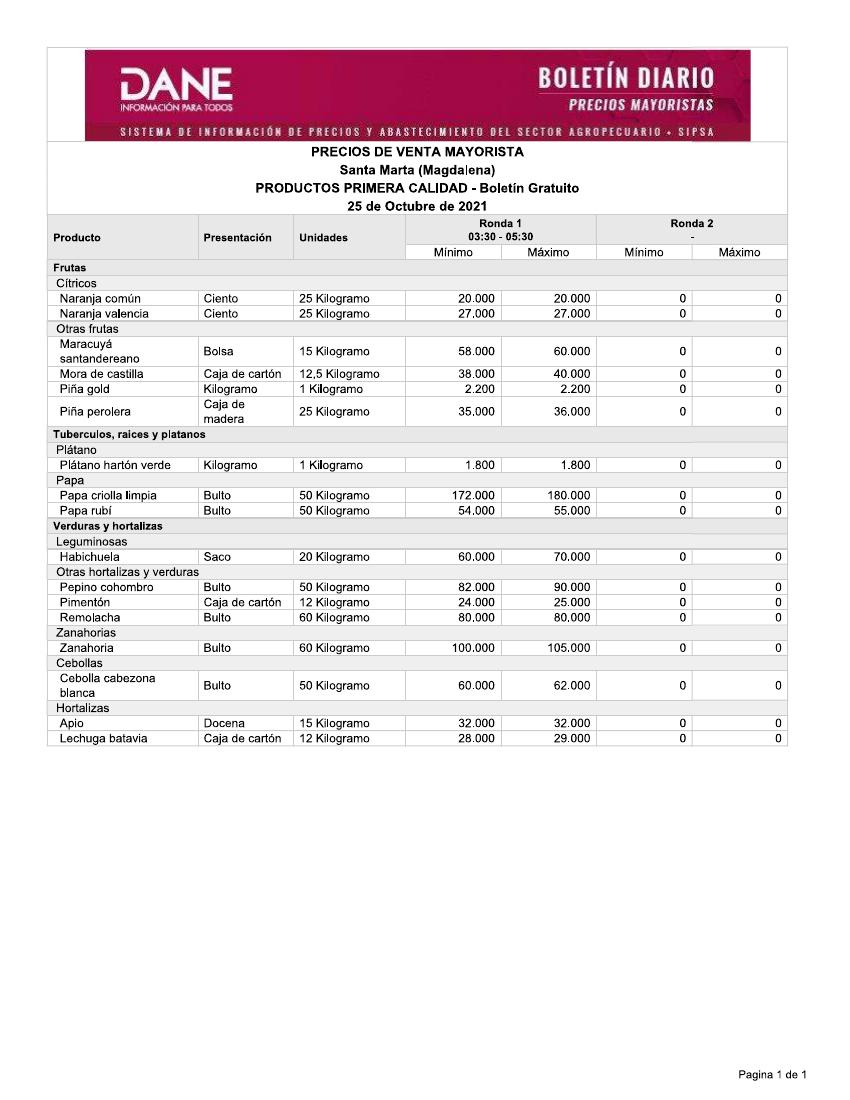 DANE
INFORMACIÓN PARA TODOS
BOLETÍN DIARIO
PRECIOS MAYORISTAS
SISTEMA DE INFORMACIÓN DE PRECIOS Y ABASTECIMIENTO DEL SECTOR AGROPECUARIO • SIPSA
PRECIOS DE VENTA MAYORISTA
Santa Marta (Magdalena)
PRODUCTOS PRIMERA CALIDAD - Boletín Gratuito
25 de Octubre de 2021
Producto Presentación Unidades Ronda 1 Ronda 2
03:30 - 05:30 -
Mínimo Máximo Mínimo Máximo
Frutas
Cítricos
Naranja común Ciento 25 Kilogramo 20.000 20.000 0 0
Naranja valencia Ciento 25 Kilogramo 27.000 27.000 0 0
Otras frutas
Maracuyá
santandereano Bolsa 15 Kilogramo 58.000 60.000 0 0
Mora de castilla Caja de cartón 12,5 Kilogramo 38.000 40.000 0 0
Piña gold Kilogramo 1 Kilogramo 2.200 2.200 0 0
Piña perolera Caja de
madera 25 Kilogramo 35.000 36.000 0 0
Tuberculos, raices y platanos
Plátano
Plátano hartón verde Kilogramo 1 Kilogramo 1.800 1.800 0 0
Papa
Papa criolla limpia Bulto 50 Kilogramo 172.000 180.000 0 0
Papa rubí Bulto 50 Kilogramo 54.000 55.000 0 0
Verduras y hortalizas
Leguminosas
Habichuela Saco 20 Kilogramo 60.000 70.000 0 0
Otras hortalizas y verduras
Pepino cohombro Bulto 50 Kilogramo 82.000 90.000 0 0
Pimentón Caja de cartón 12 Kilogramo 24.000 25.000 0 0
Remolacha Bulto 60 Kilogramo 80.000 80.000 0 0
Zanahorias
Zanahoria Bulto 60 Kilogramo 100.000 105.000 0 0
Cebollas
Cebolla cabezona
blanca Bulto 50 Kilogramo 60.000 62.000 0 0
Hortalizas
Apio Docena 15 Kilogramo 32.000 32.000 0 0
Lechuga batavia Caja de cartón 12 Kilogramo 28.000 29.000 0 0
Pagina 1 de 1